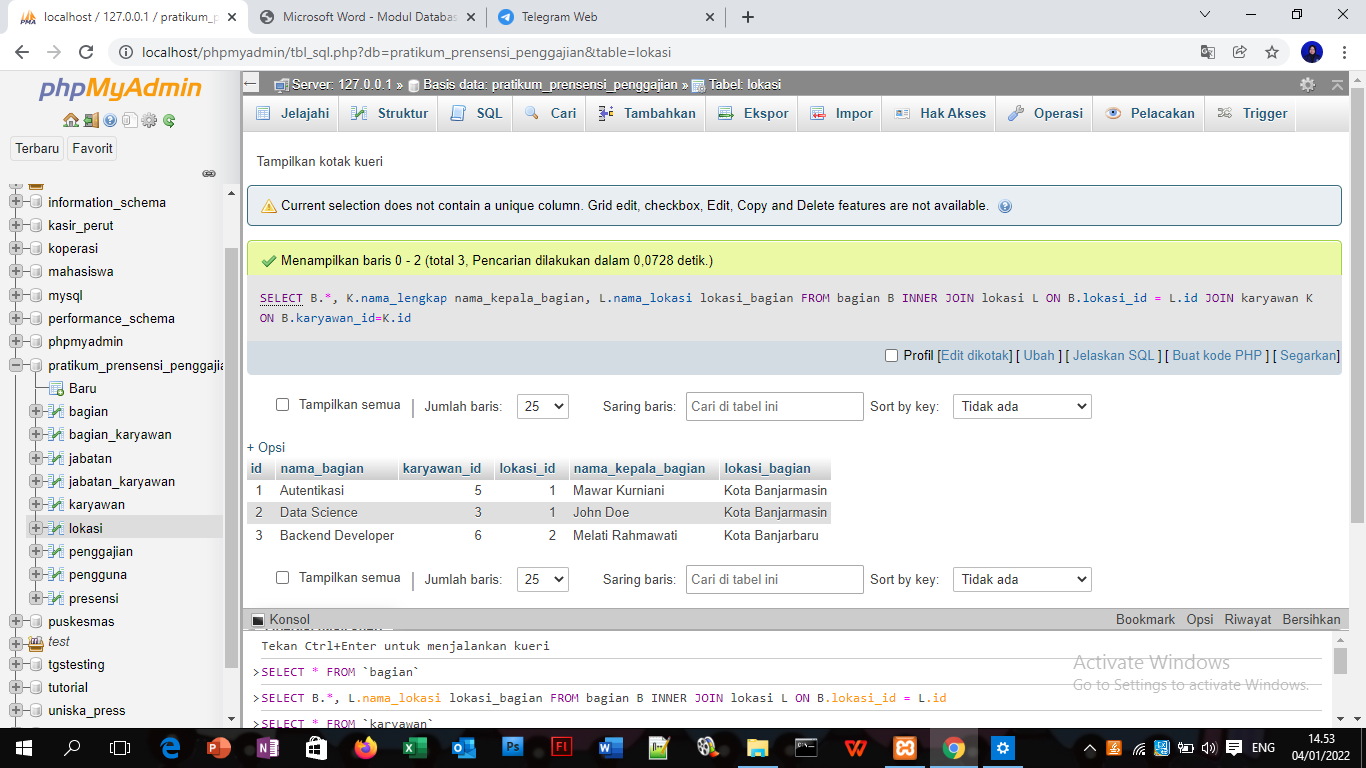 localhost / 127.0.0.1 / pratikum_p
Microsoft Word - Modul Databas
Telegram Web
localhost/phpmyadmin/tbl_sql.php?db=pratikum_prensensi_penggajian&table=lokasi
phpMyAdmin
Terbaru
Favorit
information_schema
kasir_perut
koperasi
mahasiswa
mysql
performance_schema
phpmyadmin
pratikum_prensensi_penggajia
Baru
bagian
bagian_karyawan
jabatan
jabatan_karyawan
karyawan
lokasi
penggajian
pengguna
presensi
puskesmas
test
tgstesting
tutorial
uniska_press
Server: 127.0.0.1 » Basis data: pratikum_prensensi_penggajian » Tabel: lokasi
Jelajahi Struktur SQL Cari Tambahkan Ekspor Impor Hak Akses Operasi Pelacakan Trigger
Tampilkan kotak kueri
Current selection does not contain a unique column. Grid edit, checkbox, Edit, Copy and Delete features are not available.
Menampilkan baris 0 - 2 (total 3, Pencarian dilakukan dalam 0,0728 detik.)
SELECT B.*, K.nama_lengkap nama_kepala_bagian, L.nama_lokasi lokasi_bagian FROM bagian B INNER JOIN lokasi L ON B.lokasi_id = L.id JOIN karyawan K
ON B.karyawan_id=K.id
Profil [Edit dikotak] [ Ubah ] [ Jelaskan SQL ] [ Buat kode PHP ] [ Segarkan]
Tampilkan semua | Jumlah baris: 25 Saring baris: Cari di tabel ini Sort by key: Tidak ada
+ Opsi
id nama_bagian karyawan_id lokasi_id nama_kepala_bagian lokasi_bagian
1 Autentikasi 5 1 Mawar Kurniani Kota Banjarmasin
2 Data Science 3 1 John Doe Kota Banjarmasin
3 Backend Developer 6 2 Melati Rahmawati Kota Banjarbaru
Tampilkan semua | Jumlah baris: 25 Saring baris: Cari di tabel ini Sort by key: Tidak ada
Konsol Bookmark Opsi Riwayat Bersihkan
Tekan Ctrl+Enter untuk menjalankan kueri
>SELECT * FROM `bagian`
>SELECT B.*, L.nama_lokasi lokasi_bagian FROM bagian B INNER JOIN lokasi L ON B.lokasi_id = L.id
>SELECT * FROM `karyawan`
Activate Windows
Go to Settings to activate Windows.
ENG
14.53
04/01/2022